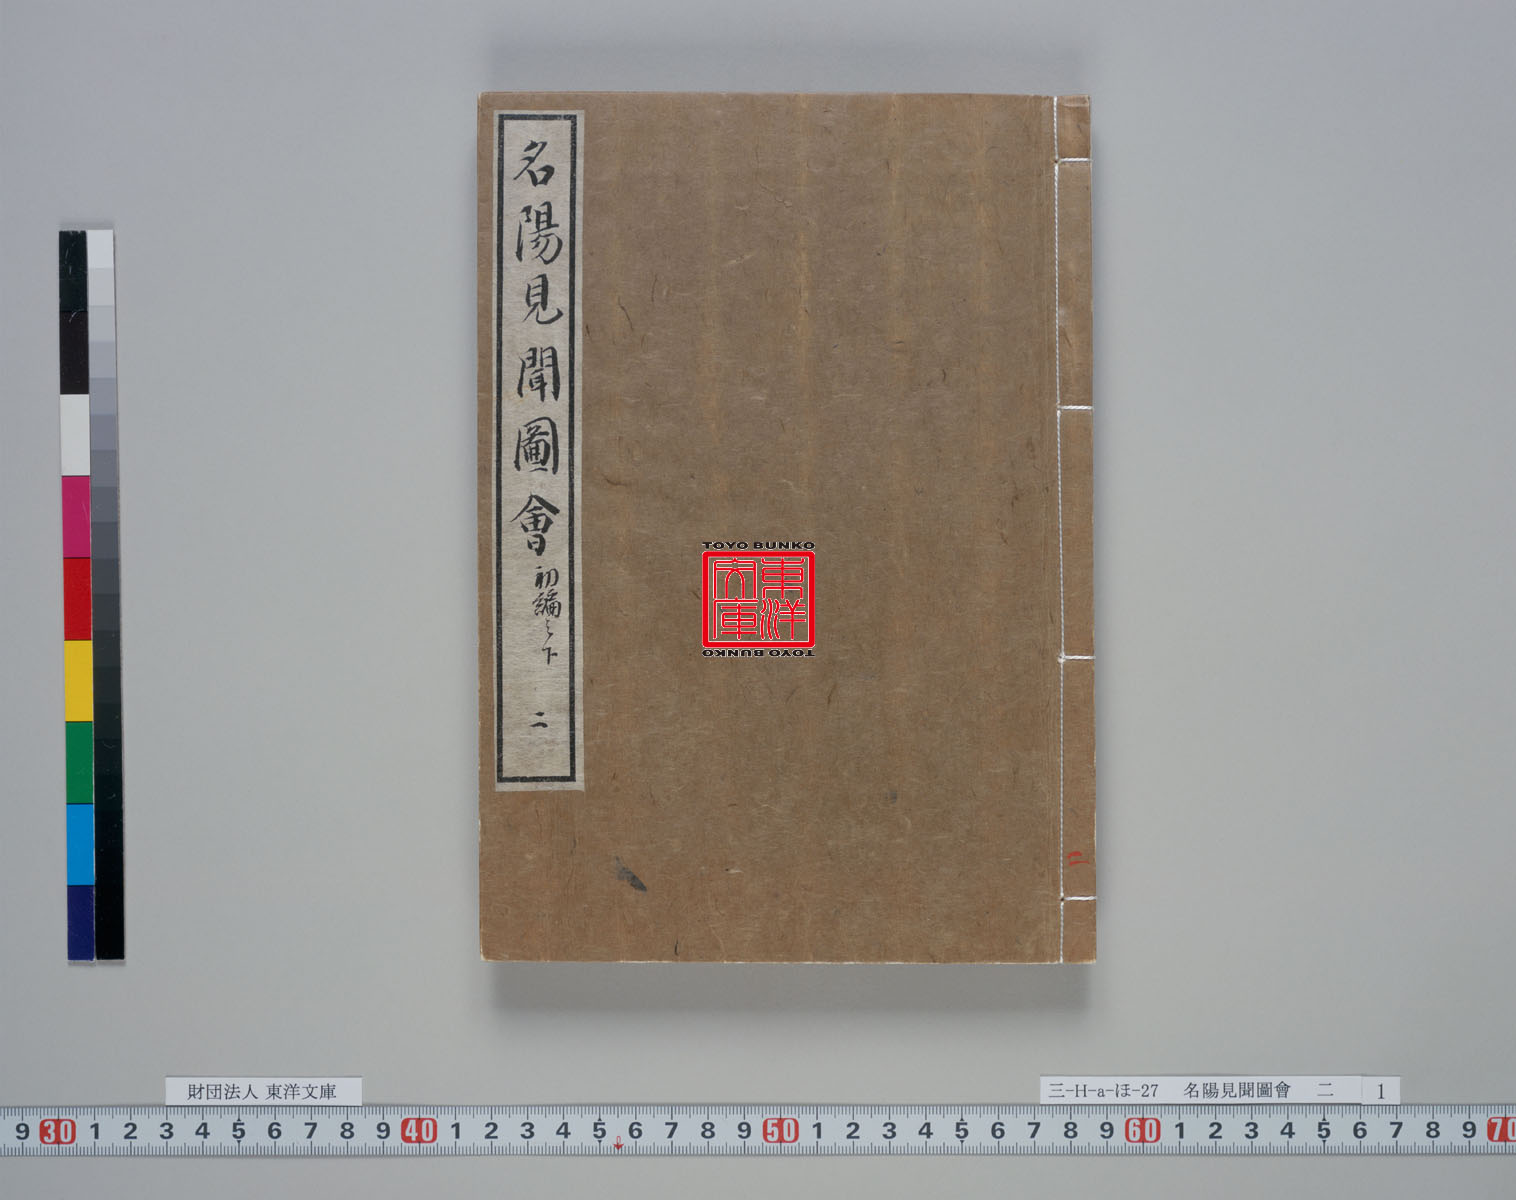 名陽見聞圖會 初編之下 二
二
TOYO BUNKO
東洋文庫
TOYO BUNKO
財団法人 東洋文庫
三-H-a-ほ-27 名陽見聞圖會 二 1
9 30 1 2 3 4 5 6 7 8 9 40 1 2 3 4 5 6 7 8 9 50 1 2 3 4 5 6 7 8 9 60 1 2 3 4 5 6 7 8 9 70